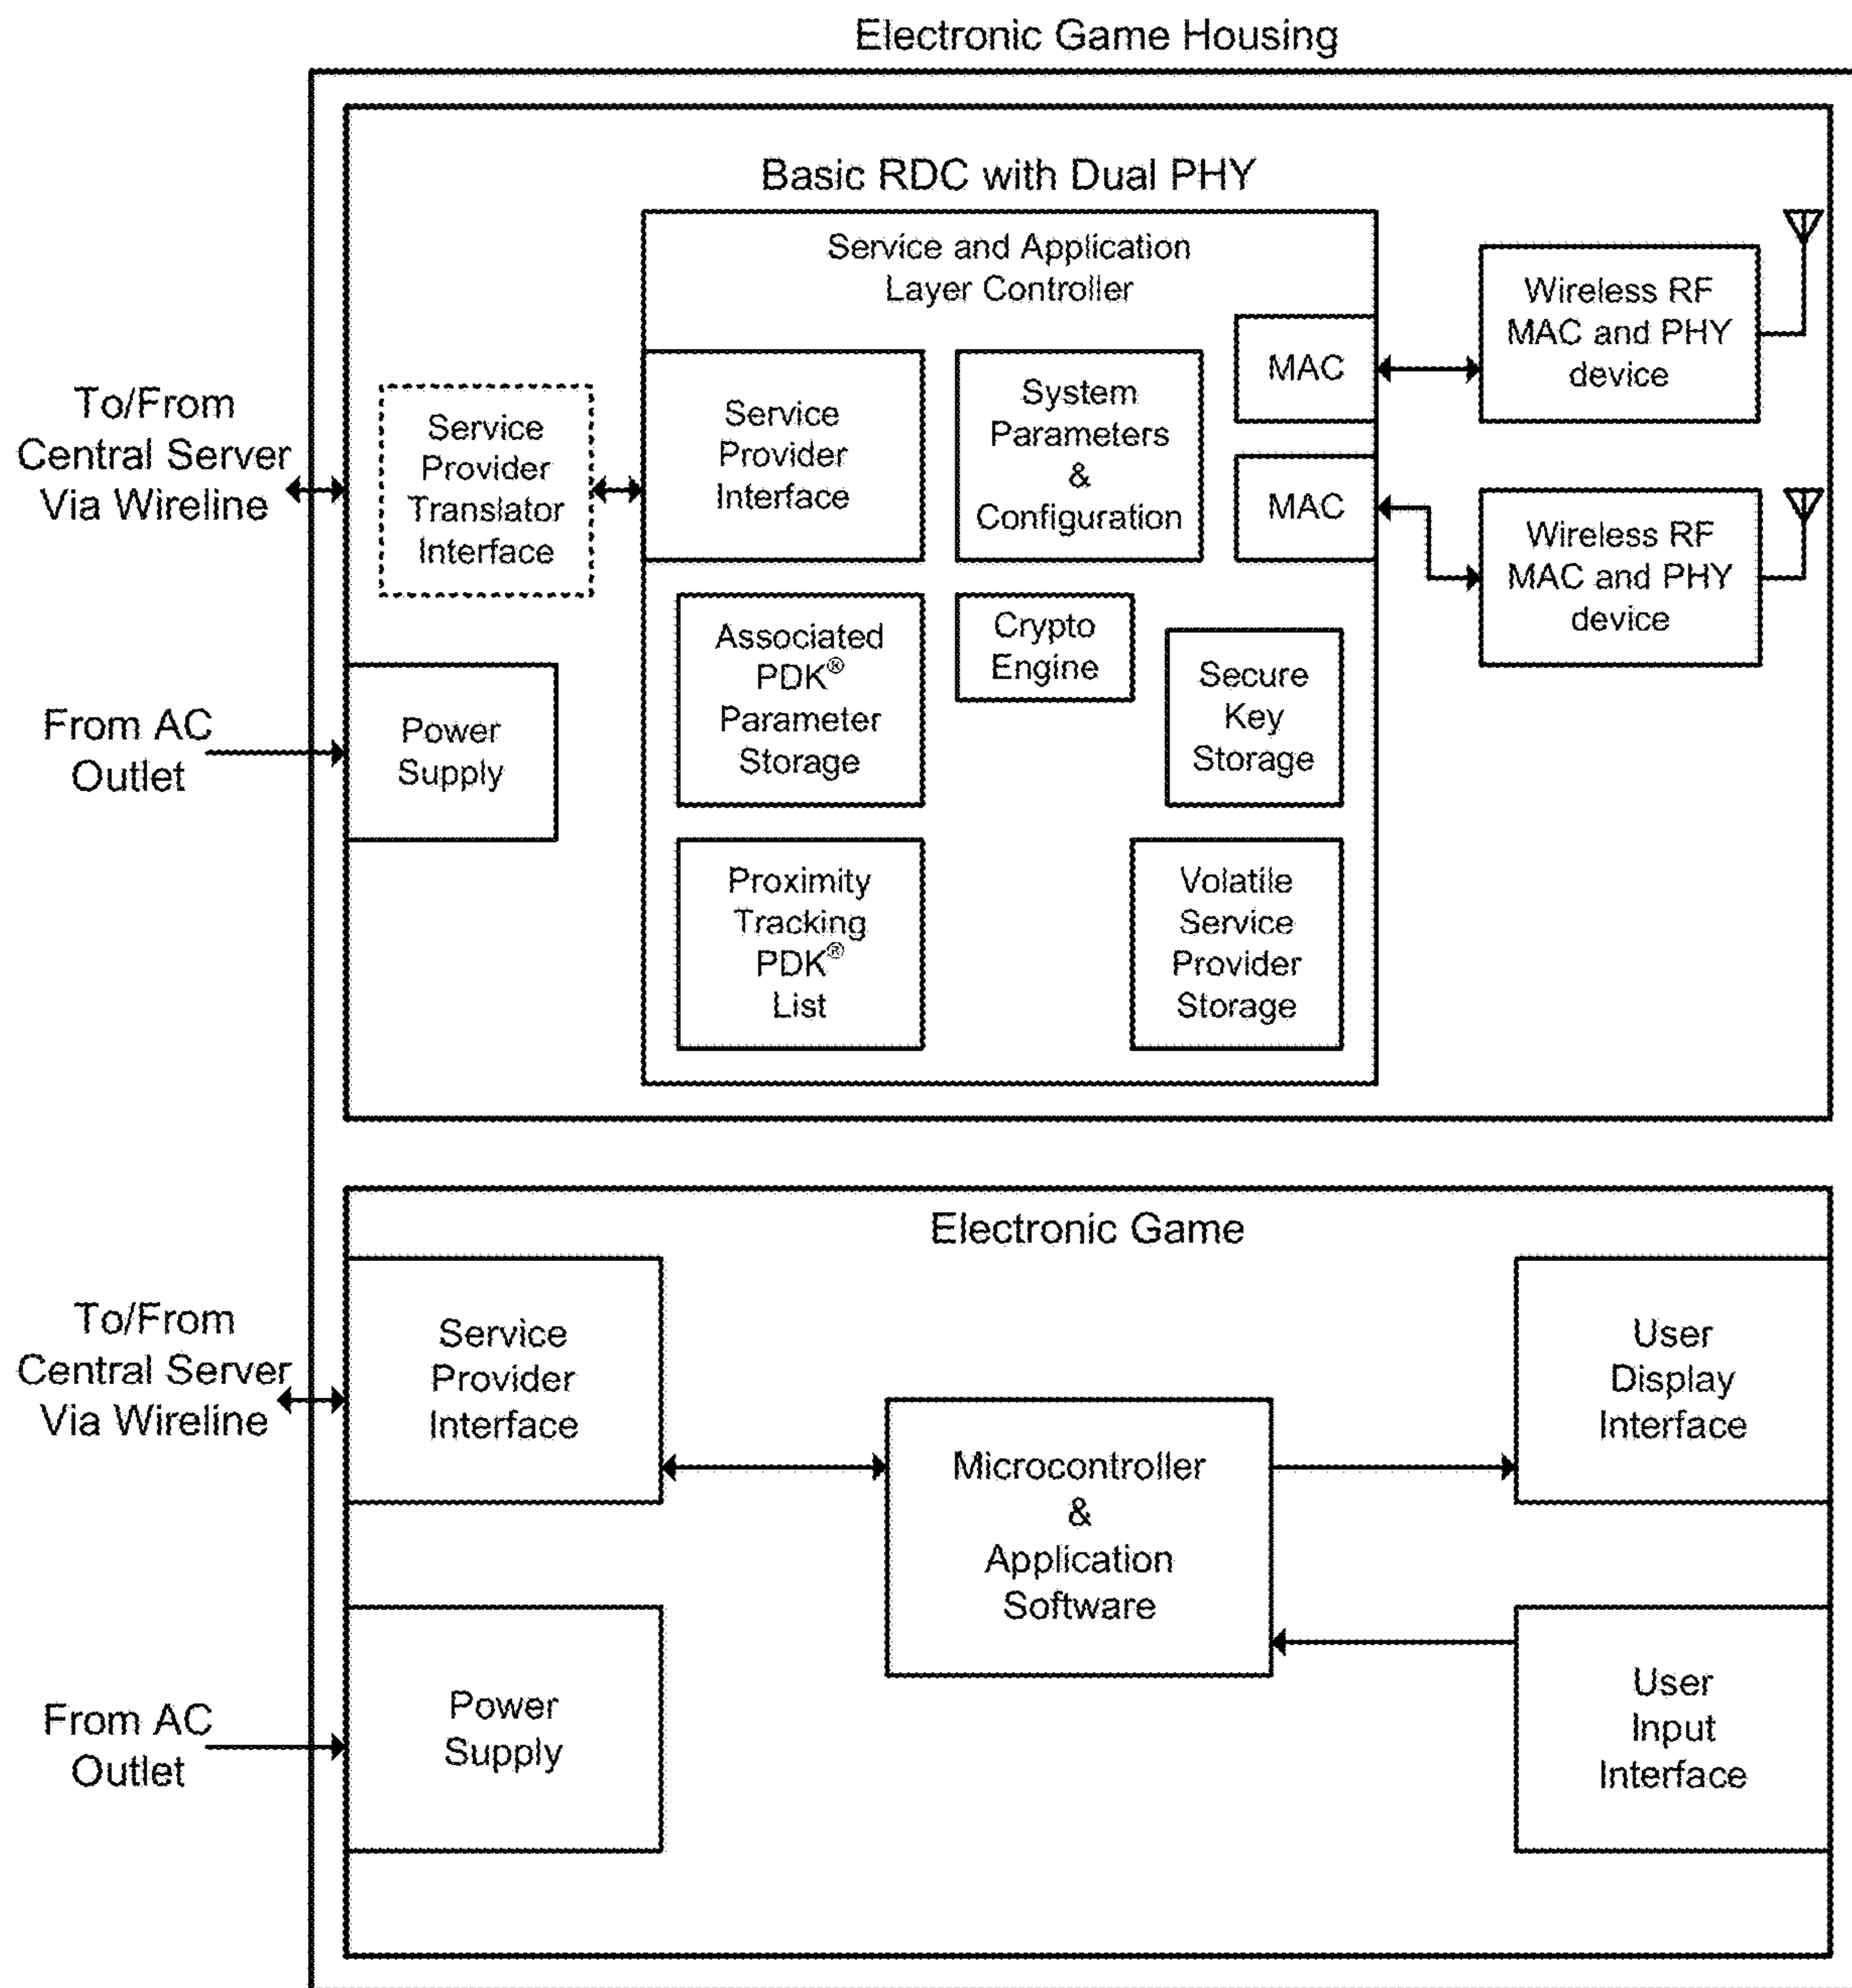 Electronic Game Housing
Basic RDC with Dual PHY
Service and Application
Layer Controller
Wireless RF
MAC and PHY
device
MAC
System
Parameters
&
Configuration
Service
Provider
Interface
To/From
Central Server
Via Wireline
Service
Provider
Translator
Interface
MAC
Wireless RF
MAC and PHY
device
Associated
PDK®
Parameter
Storage
Crypto
Engine
Secure
Key
Storage
From AC
Outlet
Power
Supply
Proximity
Tracking
PDK®
List
Volatile
Service
Provider
Storage
Electronic Game
To/From
Central Server
Via Wireline
Service
Provider
Interface
User
Display
Interface
Microcontroller
&
Application
Software
From AC
Outlet
Power
Supply
User
Input
Interface